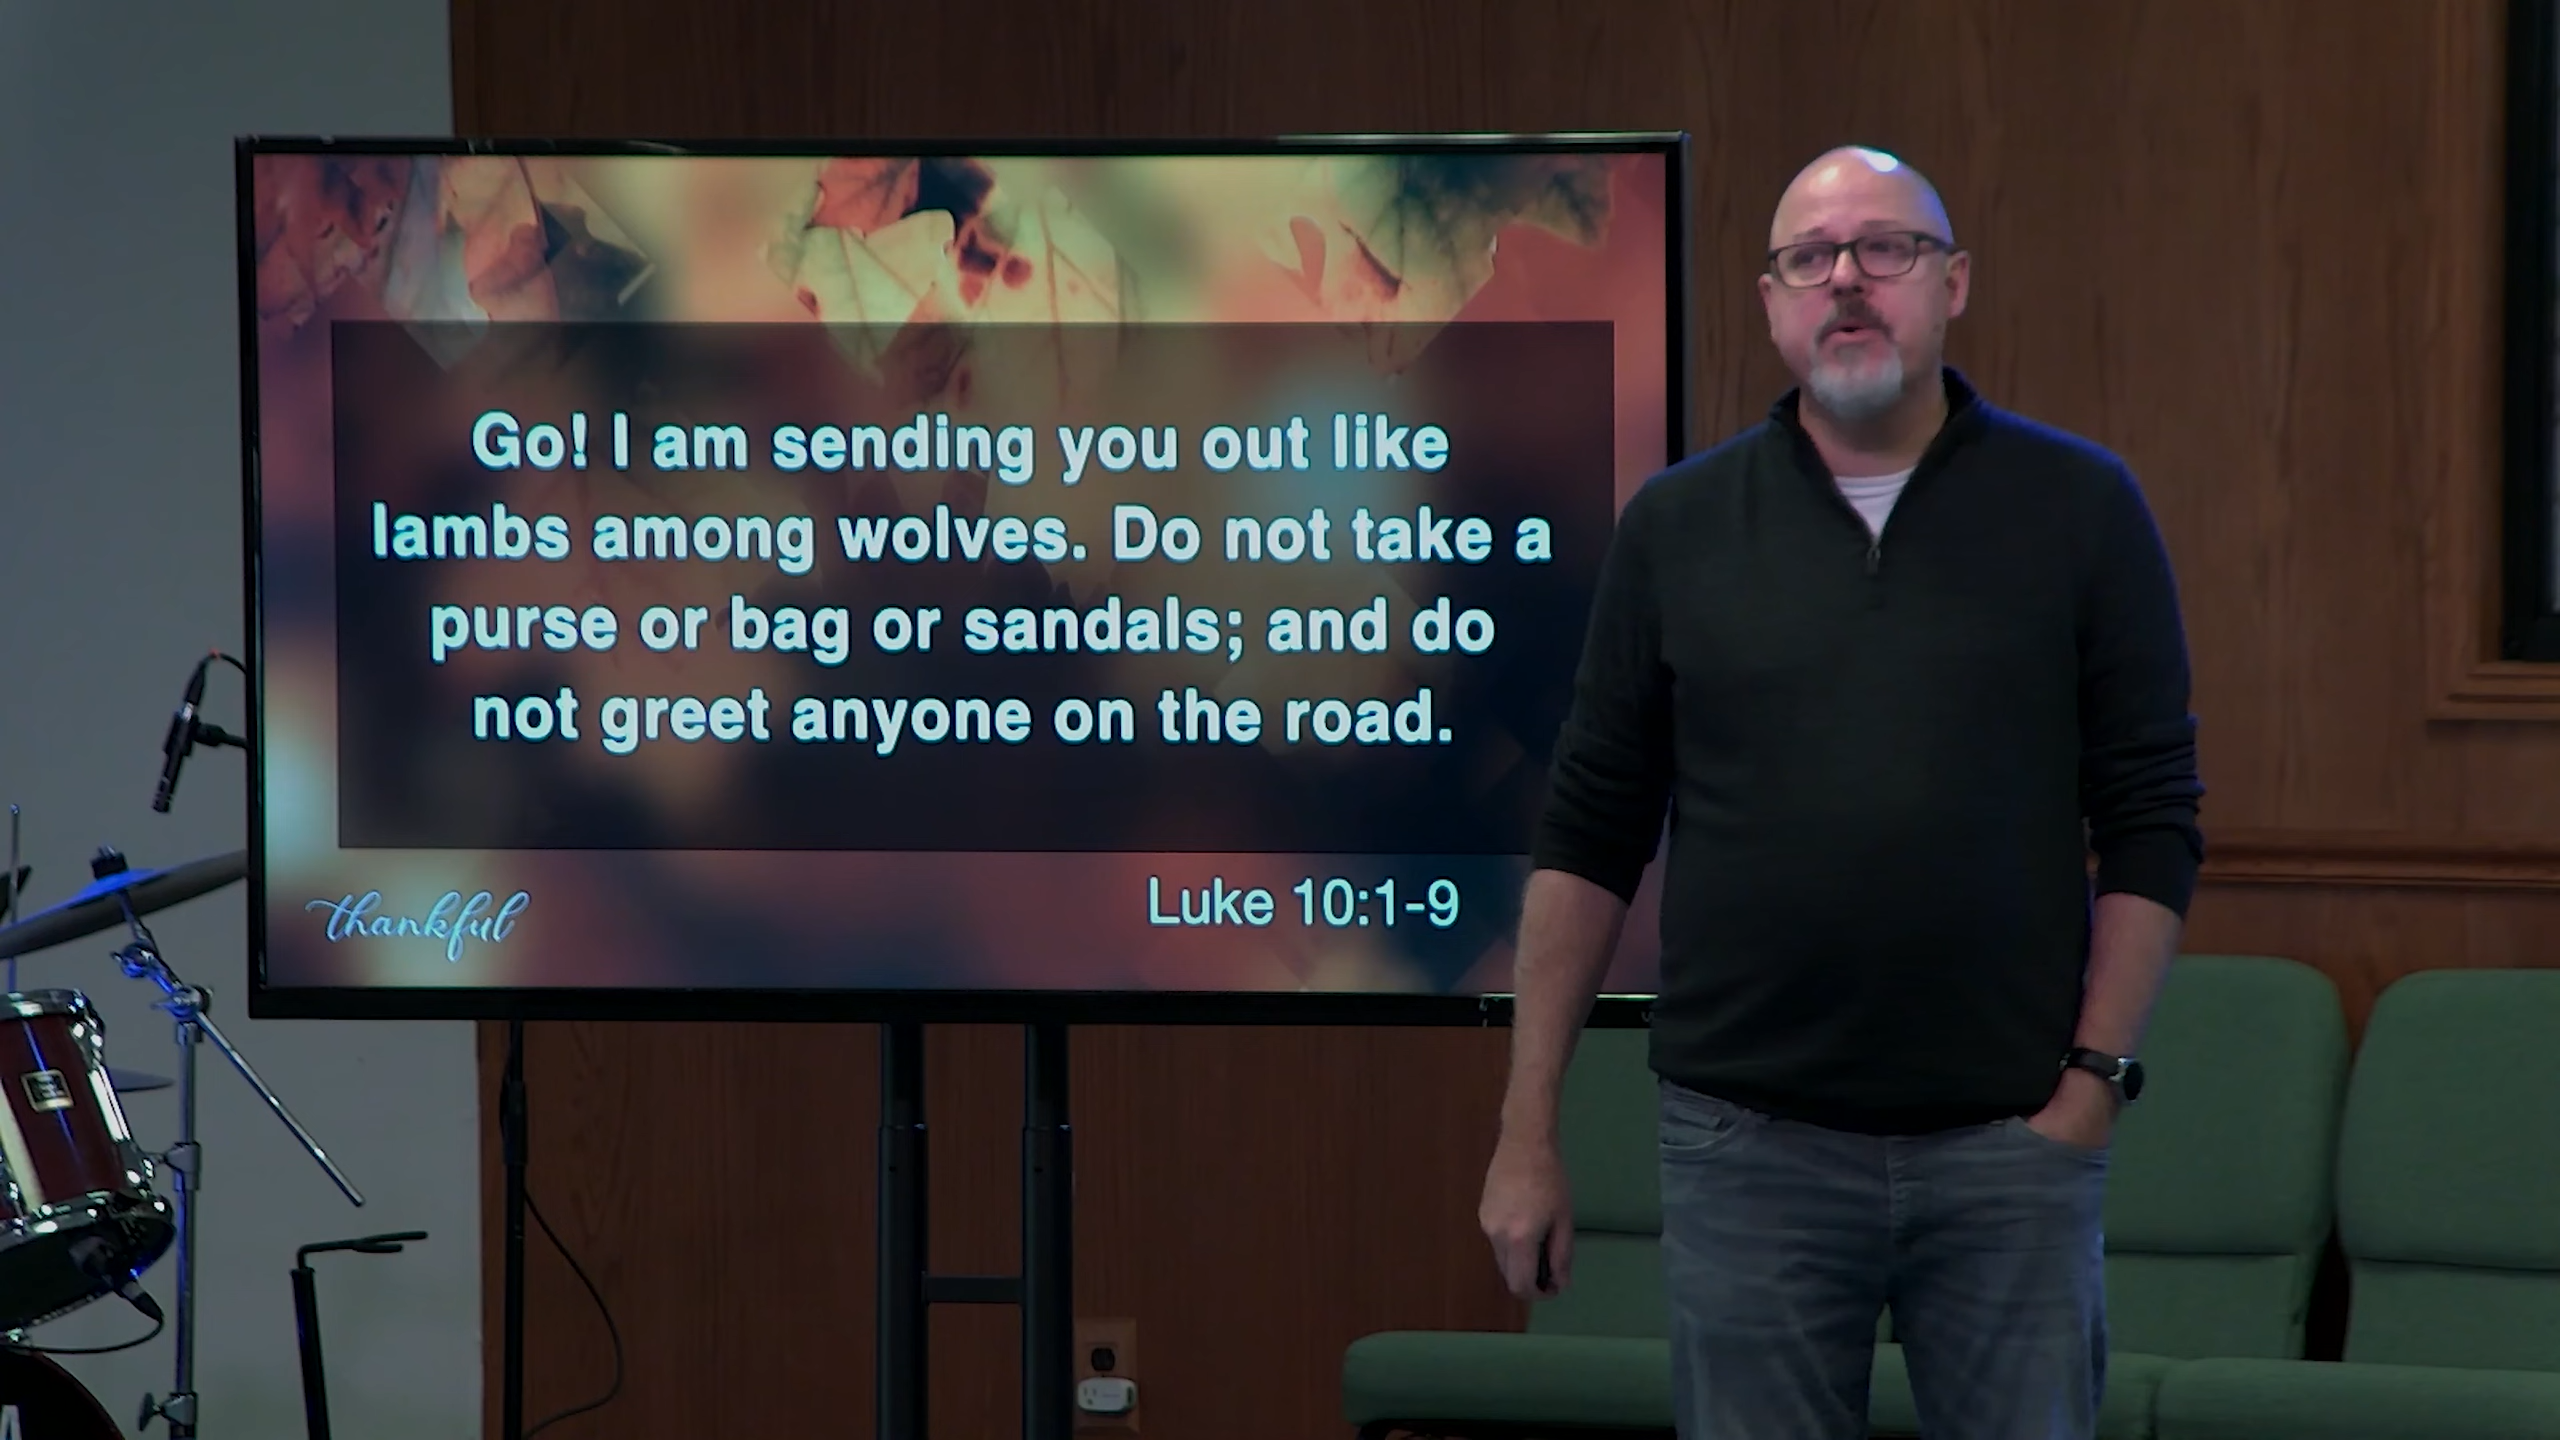 Go! I am sending you out like
lambs among wolves. Do not take a
purse or bag or sandals; and do
not greet anyone on the road.
Luke 10:1-9
thankful